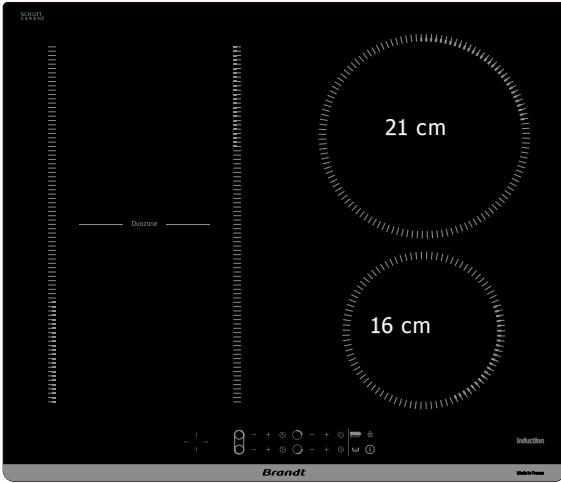 SCHOTT
CERAN®
21 cm
Duozone
16 cm
induction
Brandt
Made in France